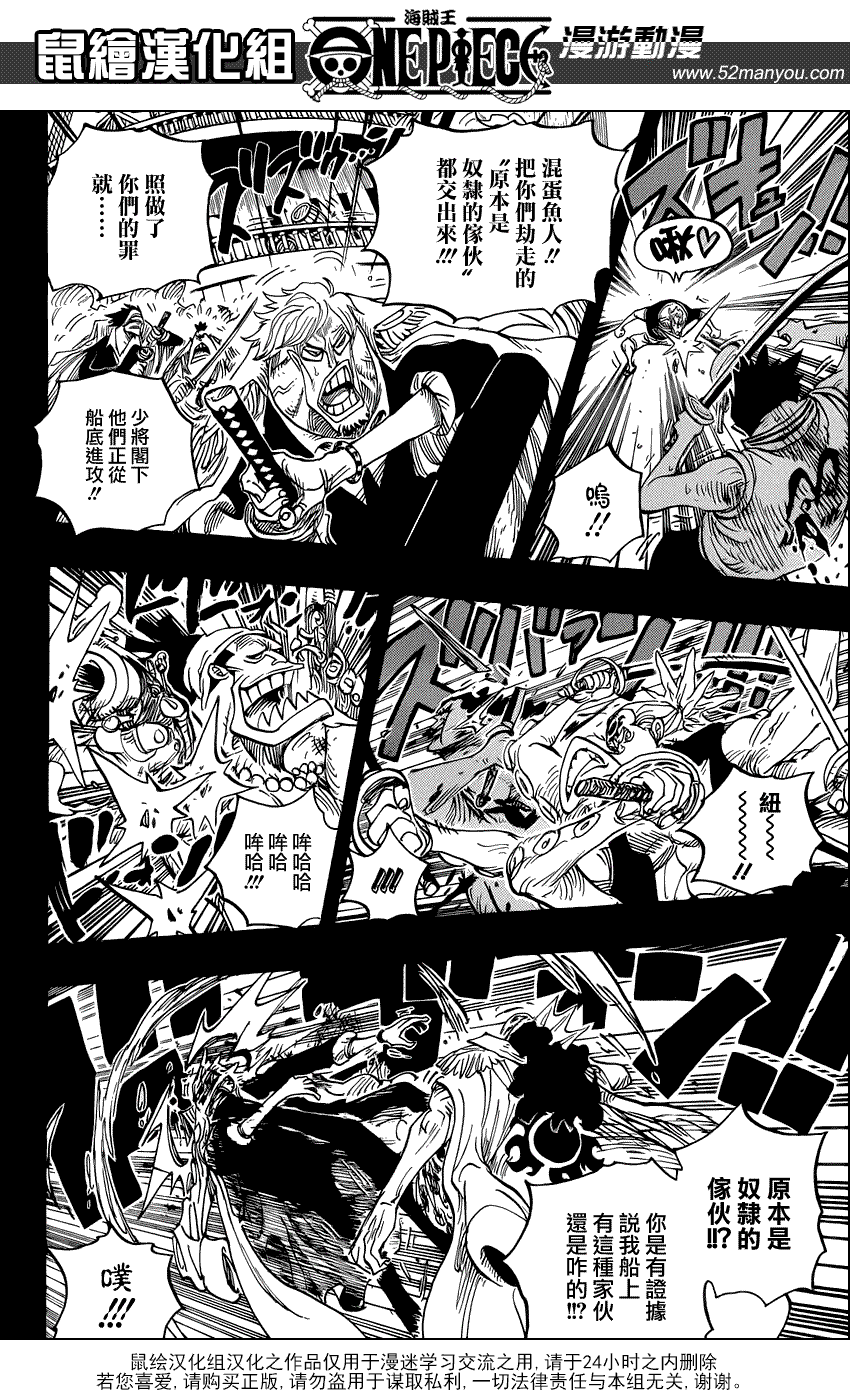 鼠繪漢化組
海賊王
ONE PIECE
漫游動漫
www.52manyou.com
ズギュン!!
啾♡
嗚!!
混蛋魚人!!
把你們劫走的
〝原本是
奴隸的傢伙〞
都交出來!!!
照做了
你們的罪
就……
少將閣下
他們正從
船底進攻!!
紐
~~~~!!
!!!
哞哈哈
哞哈
哞哈!!!
原本是
奴隸的
傢伙!!?
你是有證據
說我船上
有這種家伙
還是咋的!!?
噗
!!!
鼠绘汉化组汉化之作品仅用于漫迷学习交流之用, 请于24小时之内删除
若您喜爱, 请购买正版, 请勿盗用于谋取私利, 一切法律责任与本组无关, 谢谢。